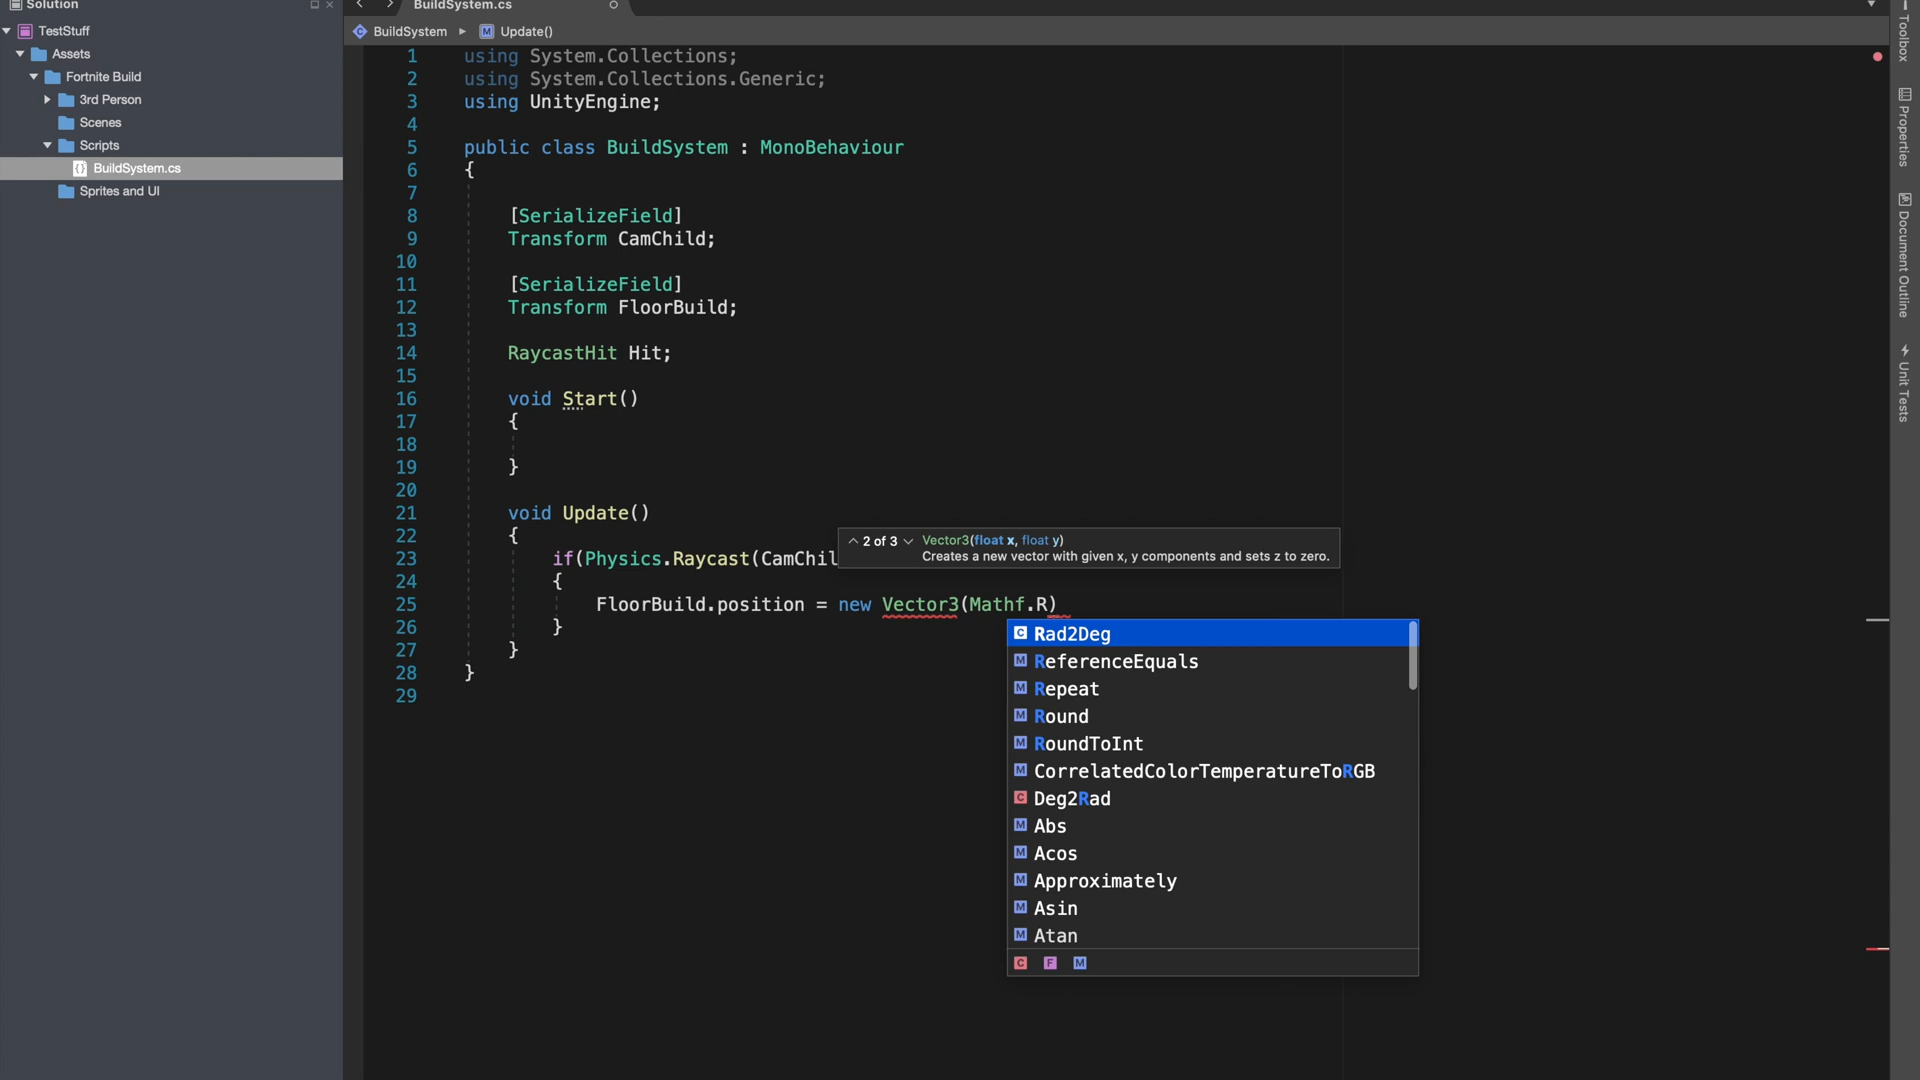 Solution
TestStuff
Assets
Fortnite Build
3rd Person
Scenes
Scripts
BuildSystem.cs
Sprites and UI
BuildSystem.cs
BuildSystem Update()
1 using System.Collections;
2 using System.Collections.Generic;
3 using UnityEngine;
4
5 public class BuildSystem : MonoBehaviour
6 {
7
8 [SerializeField]
9 Transform CamChild;
10
11 [SerializeField]
12 Transform FloorBuild;
13
14 RaycastHit Hit;
15
16 void Start()
17 {
18
19 }
20
21 void Update()
22 {
2 of 3 Vector3(float x, float y)
Creates a new vector with given x, y components and sets z to zero.
23 if(Physics.Raycast(CamChil
24 {
25 FloorBuild.position = new Vector3(Mathf.R)
26 }
27 }
28 }
29
C Rad2Deg
M ReferenceEquals
M Repeat
M Round
M RoundToInt
M CorrelatedColorTemperatureToRGB
C Deg2Rad
M Abs
M Acos
M Approximately
M Asin
M Atan
C F M
Toolbox
Properties
Document Outline
Unit Tests